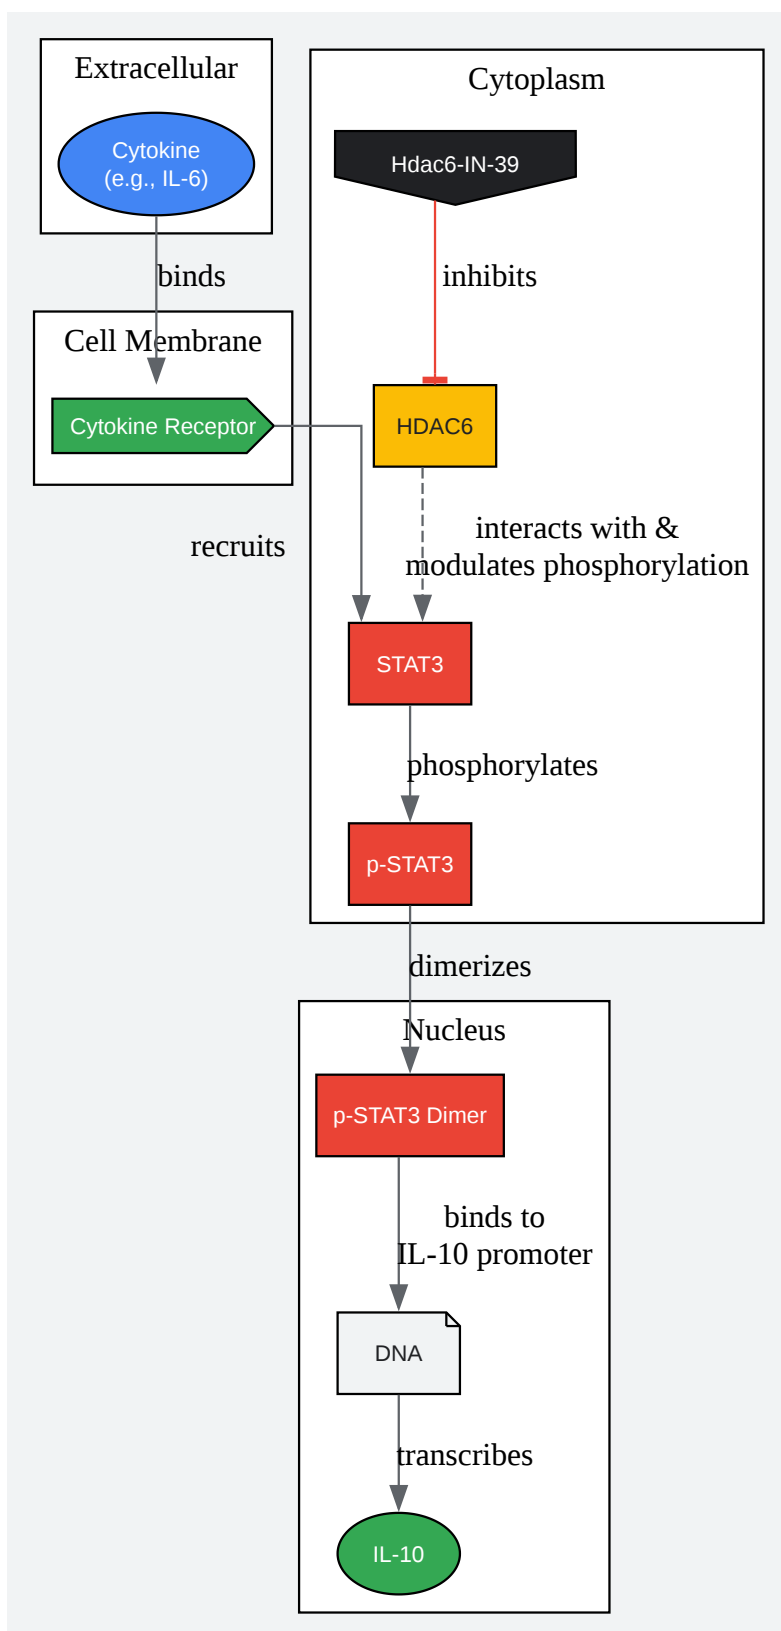 Extracellular
Cytokine
(e.g., IL-6)
binds
Cell Membrane
Cytokine Receptor
recruits
Cytoplasm
Hdac6-IN-39
inhibits
HDAC6
interacts with &
modulates phosphorylation
STAT3
phosphorylates
p-STAT3
dimerizes
Nucleus
p-STAT3 Dimer
binds to
IL-10 promoter
DNA
transcribes
IL-10